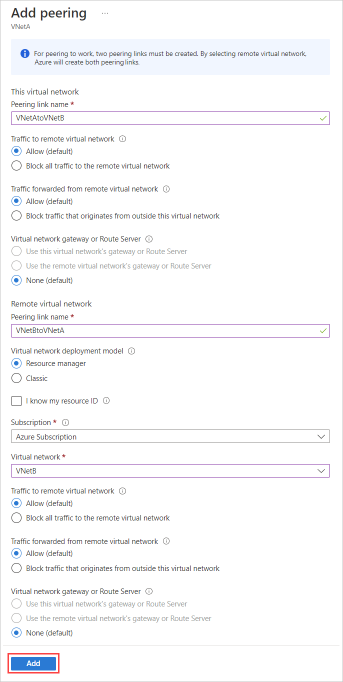 Add peering
...
VNetA
For peering to work, two peering links must be created. By selecting remote virtual network,
Azure will create both peering links.
This virtual network
Peering link name *
VNetAtoVNetB
Traffic to remote virtual network
Allow (default)
Block all traffic to the remote virtual network
Traffic forwarded from remote virtual network
Allow (default)
Block traffic that originates from outside this virtual network
Virtual network gateway or Route Server
Use this virtual network's gateway or Route Server
Use the remote virtual network's gateway or Route Server
None (default)
Remote virtual network
Peering link name *
VNetBtoVNetA
Virtual network deployment model
Resource manager
Classic
I know my resource ID
Subscription *
Azure Subscription
Virtual network *
VNetB
Traffic to remote virtual network
Allow (default)
Block all traffic to the remote virtual network
Traffic forwarded from remote virtual network
Allow (default)
Block traffic that originates from outside this virtual network
Virtual network gateway or Route Server
Use this virtual network's gateway or Route Server
Use the remote virtual network's gateway or Route Server
None (default)
Add